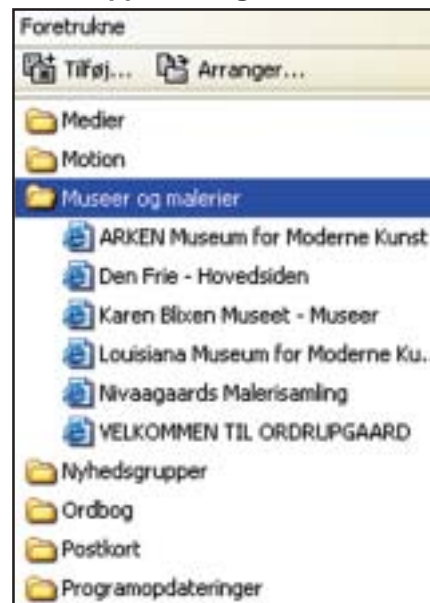 Foretrukne
Tilføj... Arranger...
Medier
Motion
Museer og malerier
ARKEN Museum for Moderne Kunst
Den Frie - Hovedsiden
Karen Blixen Museet - Museer
Louisiana Museum for Moderne Ku...
Nivaagaards Malerisamling
VELKOMMEN TIL ORDRUPGAARD
Nyhedsgrupper
Ordbog
Postkort
Programopdateringer